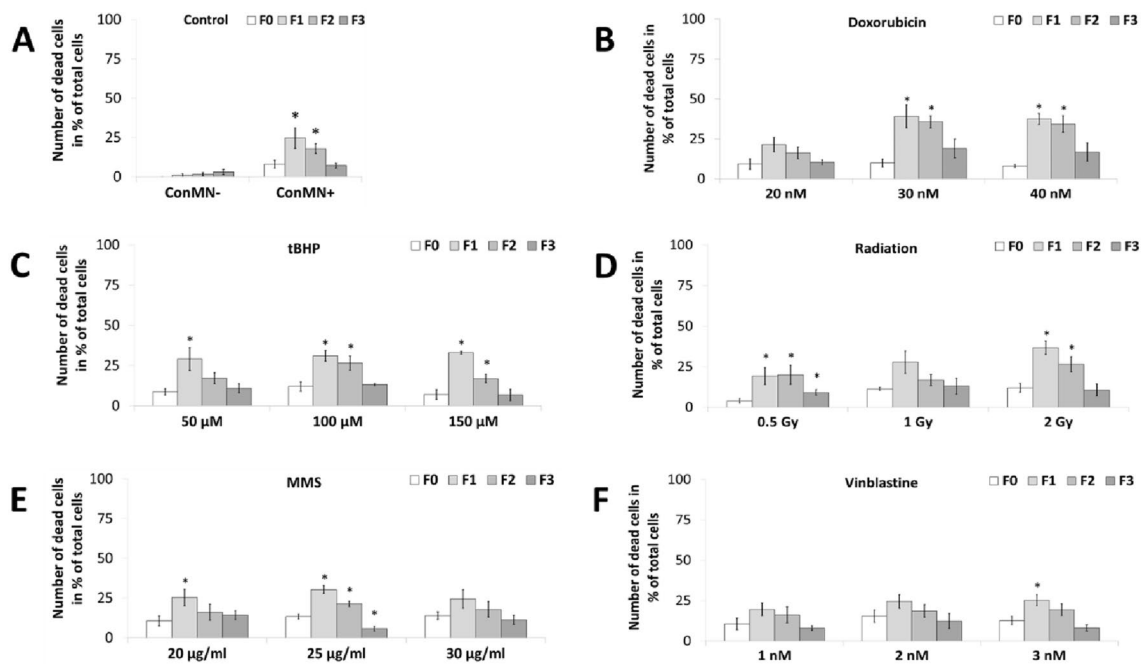 A
Control
F0 F1 F2 F3
Number of dead cells
in % of total cells
100
75
50
25
0
* *
ConMN- ConMN+
B
Doxorubicin
F0 F1 F2 F3
Number of dead cells in
% of total cells
100
75
50
25
0
* * * *
20 nM 30 nM 40 nM
C
tBHP
F0 F1 F2 F3
Number of dead cells
in % of total cells
100
75
50
25
0
* * * * *
50 µM 100 µM 150 µM
D
Radiation
F0 F1 F2 F3
Number of dead cells in
% of total cells
100
75
50
25
0
* * * * *
0.5 Gy 1 Gy 2 Gy
E
MMS
F0 F1 F2 F3
Number of dead cells
in % of total cells
100
75
50
25
0
* * * *
20 µg/ml 25 µg/ml 30 µg/ml
F
Vinblastine
F0 F1 F2 F3
Number of dead cells in
% of total cells
100
75
50
25
0
*
1 nM 2 nM 3 nM